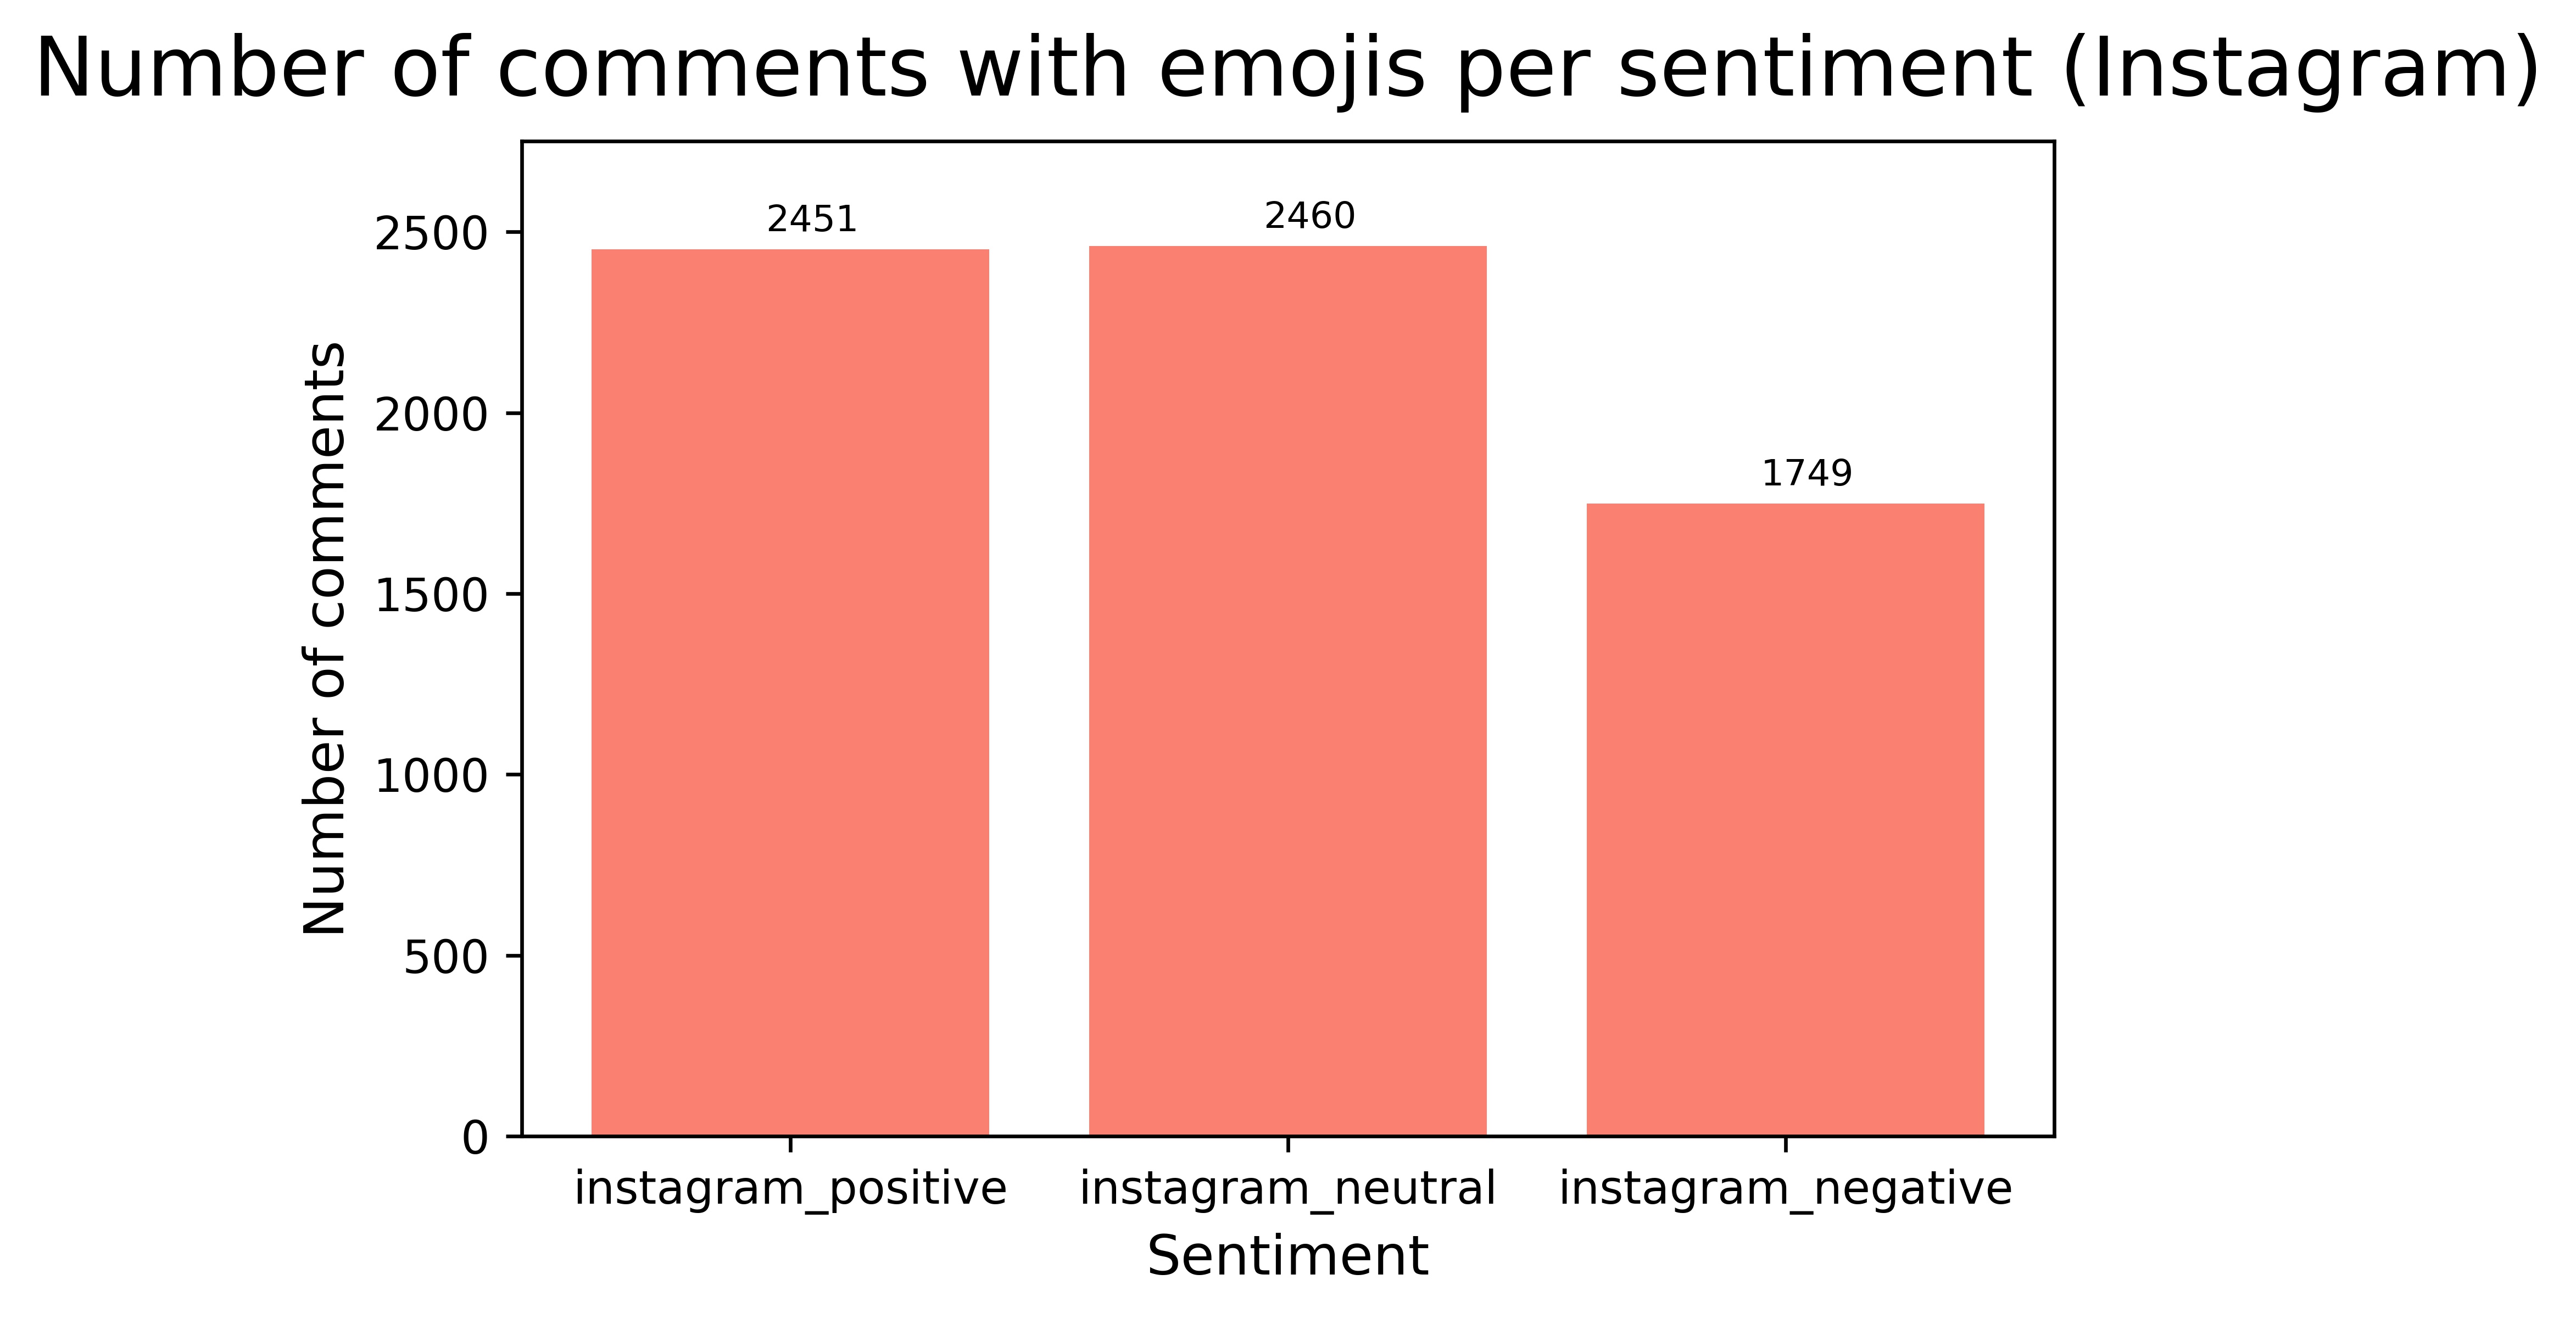 Number of comments with emojis per sentiment (Instagram)
2451
2460
1749
2500
2000
1500
1000
500
0
Number of comments
instagram_positive
instagram_neutral
instagram_negative
Sentiment